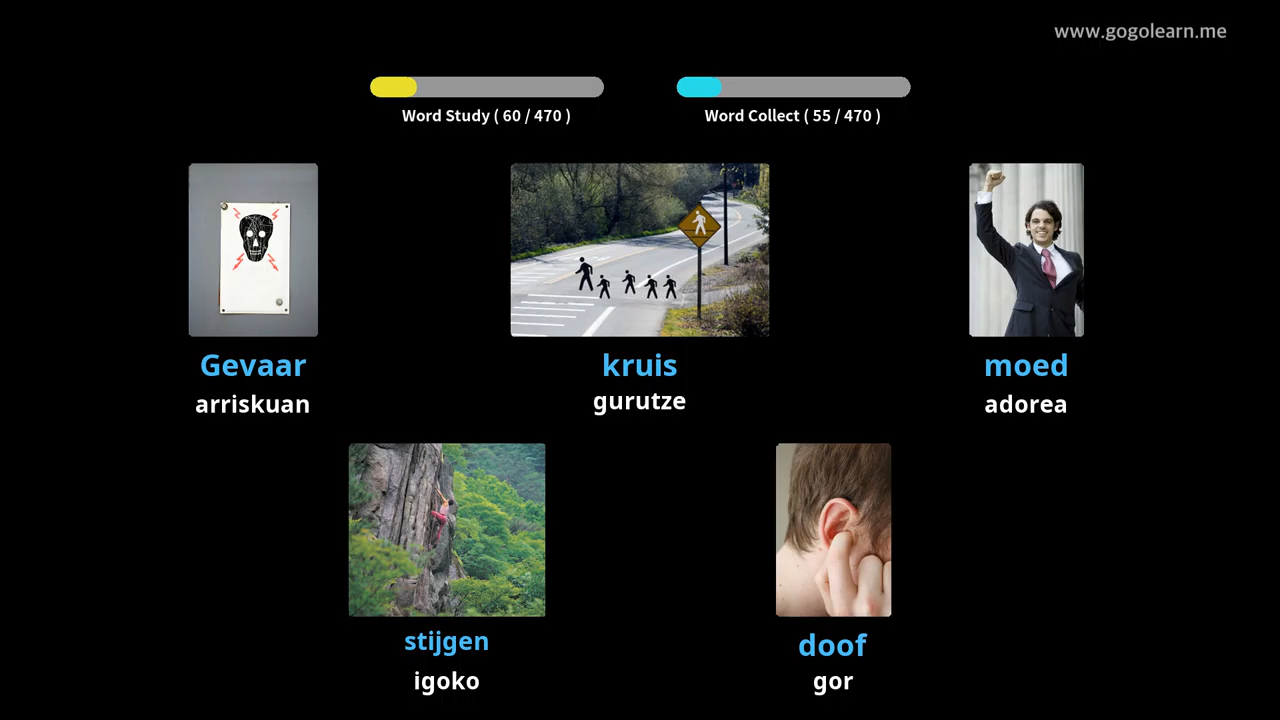 www.gogolearn.me
Word Study ( 60 / 470 )
Word Collect ( 55 / 470 )
Gevaar
arriskuan
kruis
gurutze
moed
adorea
stijgen
igoko
doof
gor